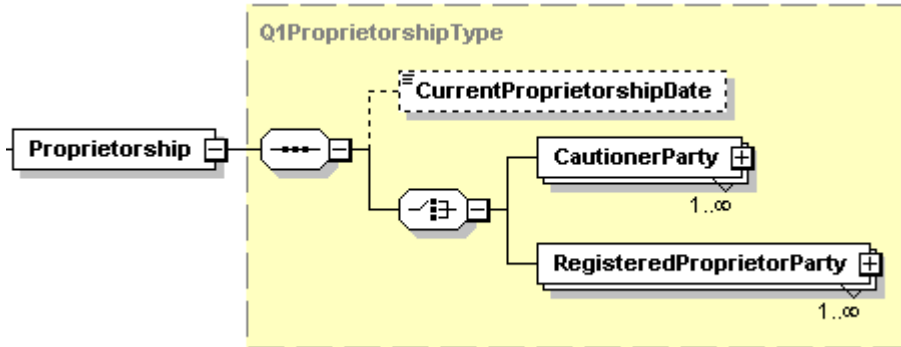 Q1ProprietorshipType
CurrentProprietorshipDate
Proprietorship
CautionerParty
1..∞
RegisteredProprietorParty
1..∞